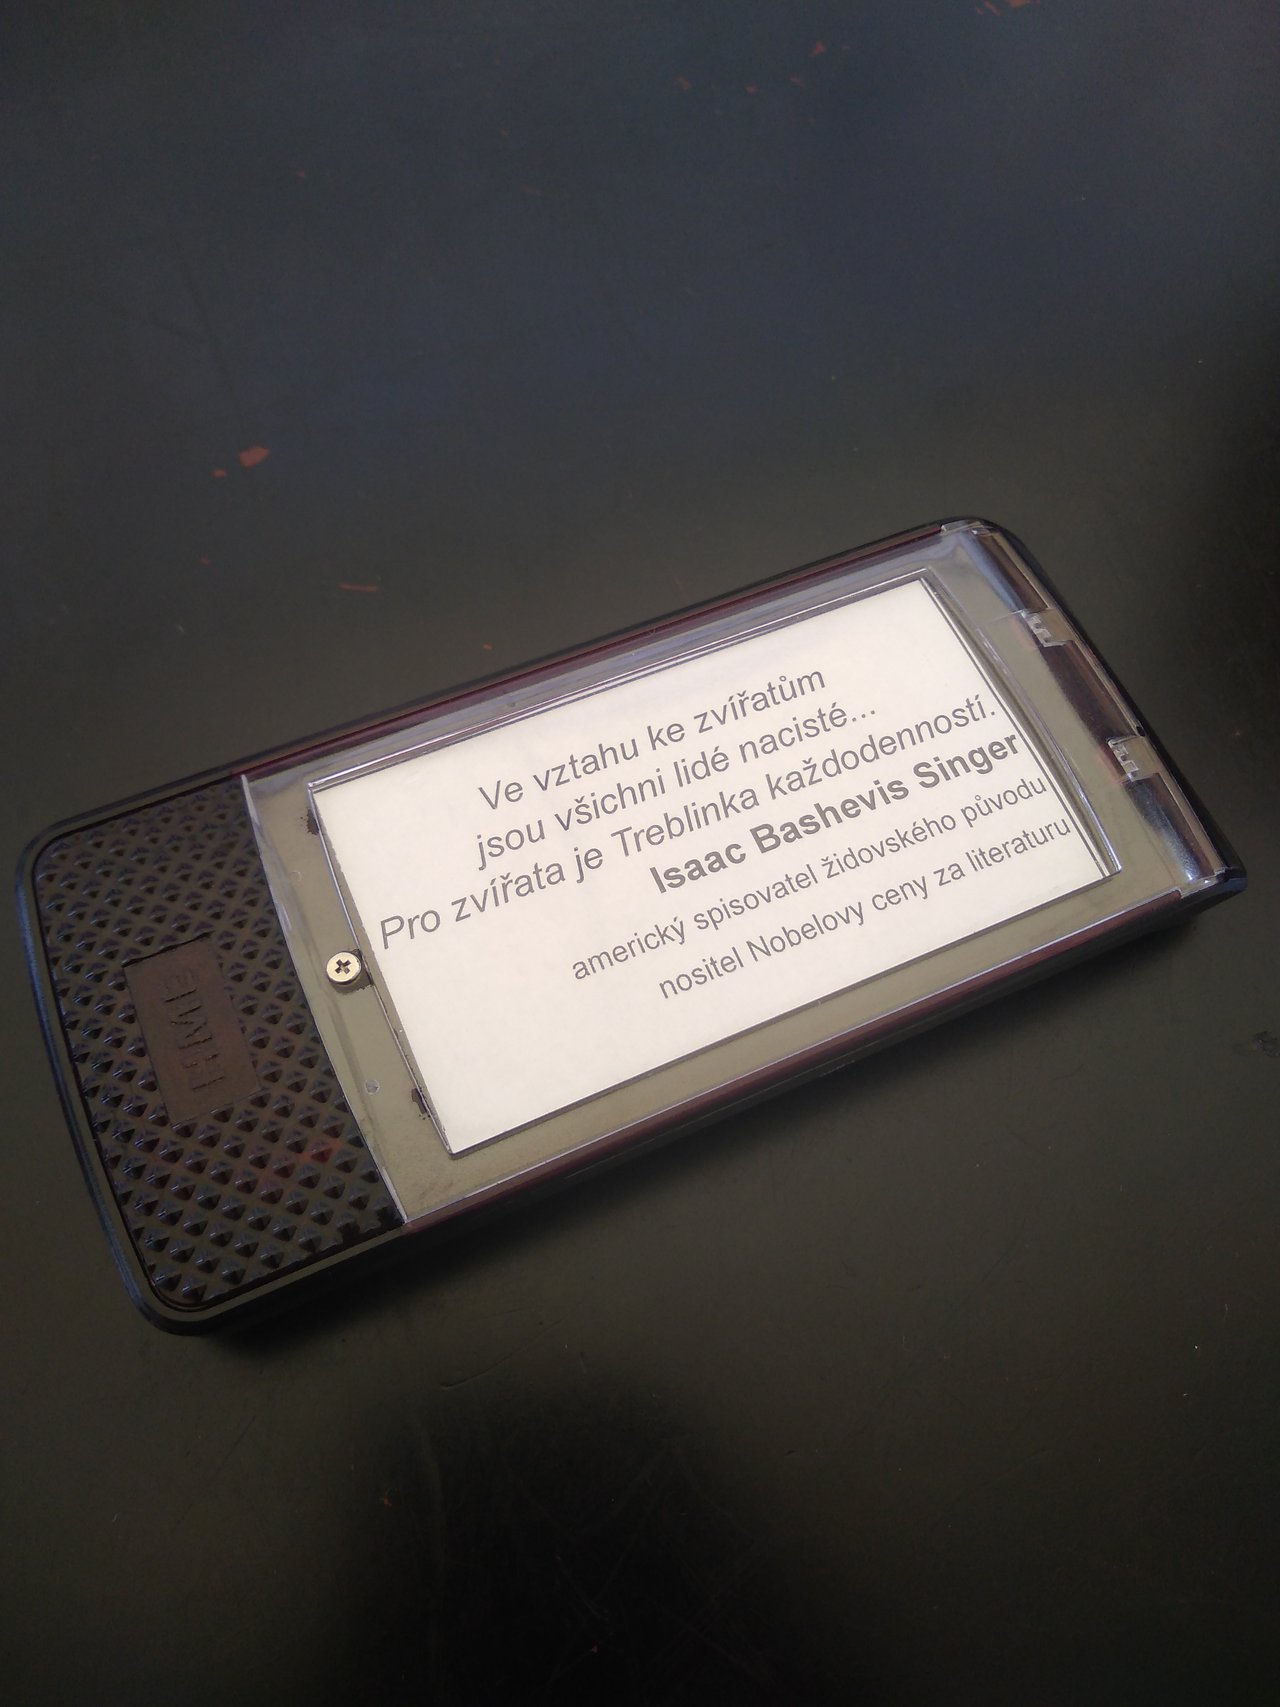 Ve vztahu ke zvířatům
jsou všichni lidé nacisté...
Pro zvířata je Treblinka každodenností.
Isaac Bashevis Singer
americký spisovatel židovského původu
nositel Nobelovy ceny za literaturu